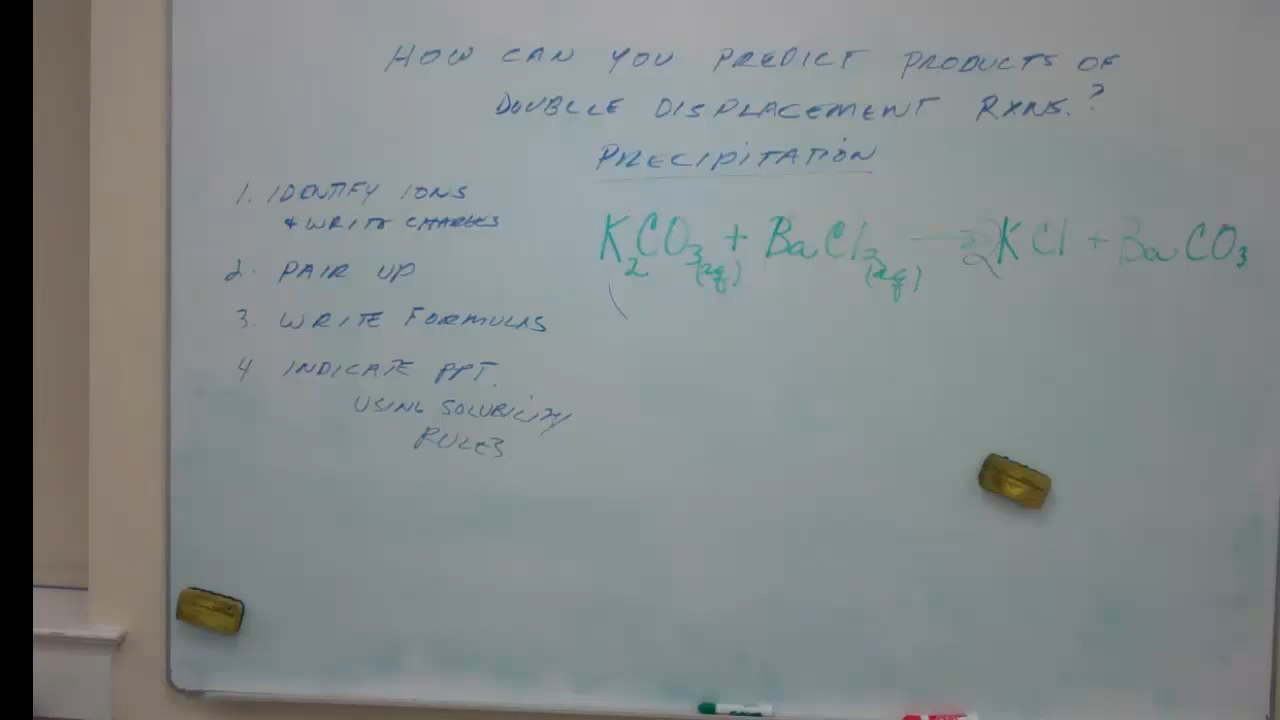 HOW CAN YOU PREDICT PRODUCTS OF
DOUBLE DISPLACEMENT RXNS.?
PRECIPITATION
1. IDENTIFY IONS
& WRITE CHARGES
2. PAIR UP
3. WRITE FORMULAS
4 INDICATE PPT.
USING SOLUBILITY
RULES
K₂CO₃(aq) + BaCl₂(aq) → 2KCl + BaCO₃